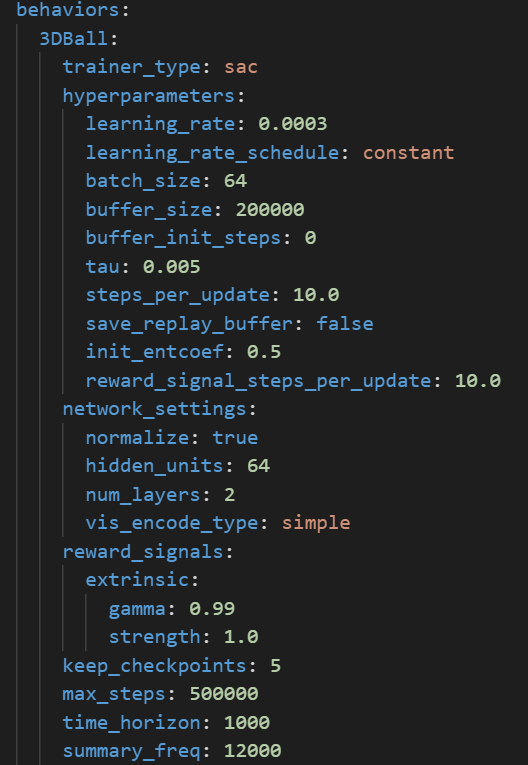 behaviors:
  3DBall:
    trainer_type: sac
    hyperparameters:
      learning_rate: 0.0003
      learning_rate_schedule: constant
      batch_size: 64
      buffer_size: 200000
      buffer_init_steps: 0
      tau: 0.005
      steps_per_update: 10.0
      save_replay_buffer: false
      init_entcoef: 0.5
      reward_signal_steps_per_update: 10.0
    network_settings:
      normalize: true
      hidden_units: 64
      num_layers: 2
      vis_encode_type: simple
    reward_signals:
      extrinsic:
        gamma: 0.99
        strength: 1.0
    keep_checkpoints: 5
    max_steps: 500000
    time_horizon: 1000
    summary_freq: 12000